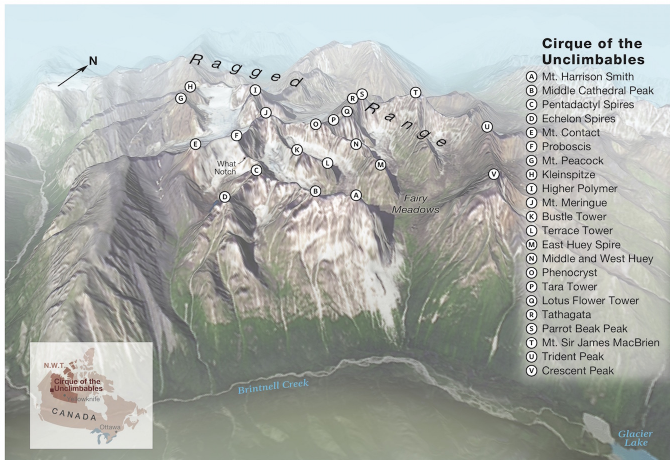 N
Ragged
Range
Cirque of the
Unclimbables
A Mt. Harrison Smith
B Middle Cathedral Peak
C Pentadactyl Spires
D Echelon Spires
E Mt. Contact
F Proboscis
G Mt. Peacock
H Kleinspitze
I Higher Polymer
J Mt. Meringue
K Bustle Tower
L Terrace Tower
M East Huey Spire
N Middle and West Huey
O Phenocryst
P Tara Tower
Q Lotus Flower Tower
R Tathagata
S Parrot Beak Peak
T Mt. Sir James MacBrien
U Trident Peak
V Crescent Peak
H
G
I
J
R
S
Q
P
O
T
U
F
E
What
Notch
K
N
L
M
C
D
B
A
V
Fairy
Meadows
N.W.T.
Cirque of the
Unclimbables
Yellowknife
CANADA
Ottawa
Brintnell Creek
Glacier
Lake